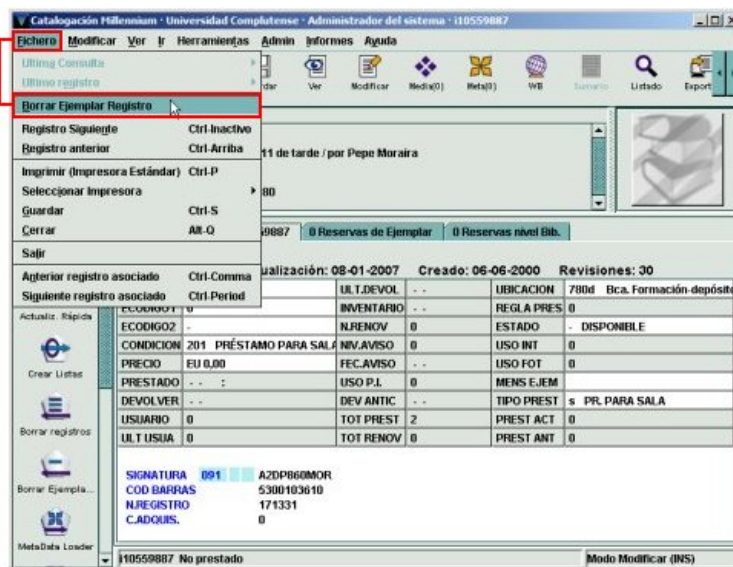 Catalogación Millennium · Universidad Complutense · Administrador del sistema · i10559887
Fichero Modificar Ver Ir Herramientas Admin Informes Ayuda
Ultima Consulta
Ultimo registro
Borrar Ejemplar Registro
Registro Siguiente Ctrl-Inactivo
Registro anterior Ctrl-Arriba
Imprimir (Impresora Estándar) Ctrl-P
Seleccionar Impresora
Guardar Ctrl-S
Cerrar Alt-Q
Salir
Anterior registro asociado Ctrl-Comma
Siguiente registro asociado Ctrl-Period
dar Ver Modificar Media(0) Meta(0) WB Sumario Listado Export
11 de tarde / por Pepe Moraira
80
59887 0 Reservas de Ejemplar 0 Reservas nivel Bib.
ualización: 08-01-2007 Creado: 06-06-2000 Revisiones: 30
ULT.DEVOL - - UBICACION 780d Bca. Formación-depósito
ECODIGO1 0 INVENTARIO - - REGLA PRES 0
ECODIGO2 - N.RENOV 0 ESTADO - DISPONIBLE
CONDICION 201 PRÉSTAMO PARA SALA NIV.AVISO 0 USO INT 0
PRECIO EU 0,00 FEC.AVISO - - USO FOT 0
PRESTADO - - : USO P.I. 0 MENS EJEM
DEVOLVER - - DEV ANTIC - - TIPO PREST s PR. PARA SALA
USUARIO 0 TOT PREST 2 PREST ACT 0
ULT USUA 0 TOT RENOV 0 PREST ANT 0
SIGNATURA 091 A2DP860MOR
COD BARRAS 5300103610
N.REGISTRO 171331
C.ADQUIS. 0
Actualiz. Rápida
Crear Listas
Borrar registros
Borrar Ejempla...
MetaData Loader
i10559887 No prestado Modo Modificar (INS)